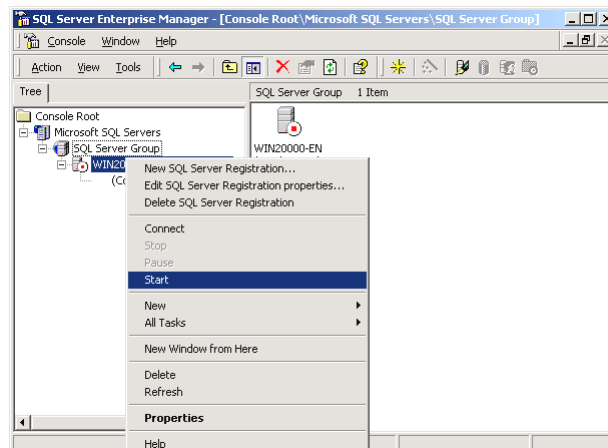 SQL Server Enterprise Manager - [Console Root\Microsoft SQL Servers\SQL Server Group]
Console Window Help
Action View Tools
Tree
SQL Server Group 1 Item
Console Root
Microsoft SQL Servers
SQL Server Group
WIN20
(Co
WIN20000-EN
New SQL Server Registration...
Edit SQL Server Registration properties...
Delete SQL Server Registration
Connect
Stop
Pause
Start
New
All Tasks
New Window from Here
Delete
Refresh
Properties
Help